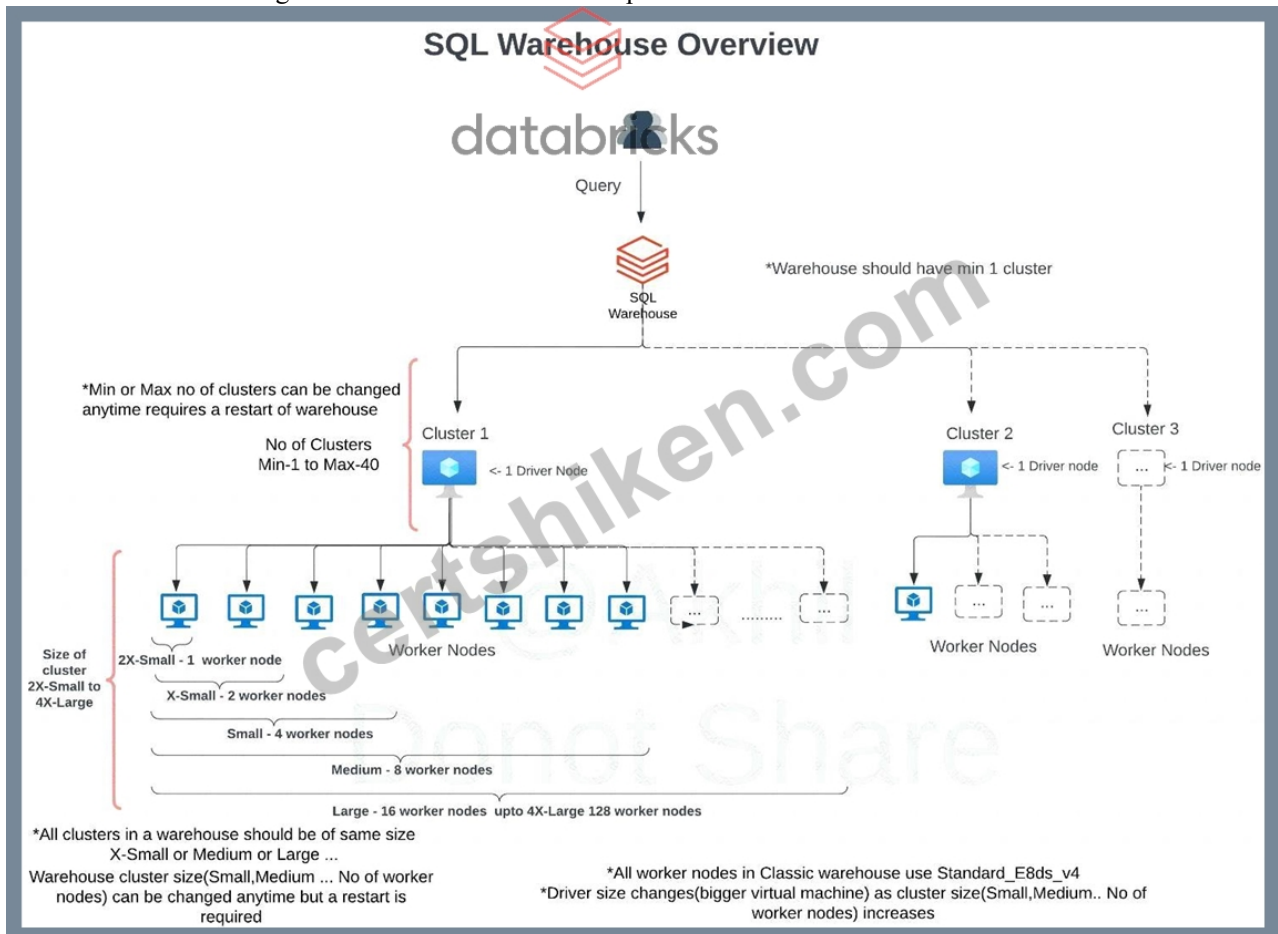 SQL Warehouse Overview
databricks
Query
*Warehouse should have min 1 cluster
SQL
Warehouse
*Min or Max no of clusters can be changed
anytime requires a restart of warehouse
No of Clusters
Min-1 to Max-40
Cluster 1
<- 1 Driver Node
Cluster 2
<- 1 Driver node
Cluster 3
...
<- 1 Driver node
...
.........
...
...
...
...
Worker Nodes
Worker Nodes
Worker Nodes
Size of
cluster
2X-Small to
4X-Large
2X-Small - 1 worker node
X-Small - 2 worker nodes
Small - 4 worker nodes
Medium - 8 worker nodes
Large - 16 worker nodes upto 4X-Large 128 worker nodes
*All clusters in a warehouse should be of same size
X-Small or Medium or Large ...
Warehouse cluster size(Small,Medium ... No of worker
nodes) can be changed anytime but a restart is
required
*All worker nodes in Classic warehouse use Standard_E8ds_v4
*Driver size changes(bigger virtual machine) as cluster size(Small,Medium.. No of
worker nodes) increases
certshiken.com
@Akhil
Donot Share